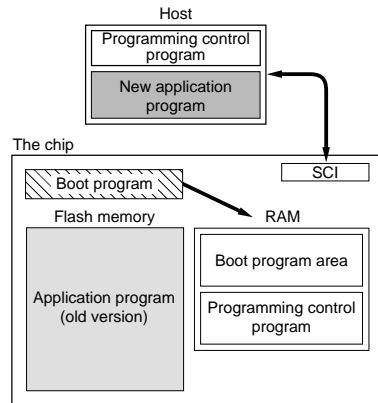 Host
Programming control
program
New application
program
The chip
SCI
Boot program
Flash memory
RAM
Application program
(old version)
Boot program area
Programming control
program